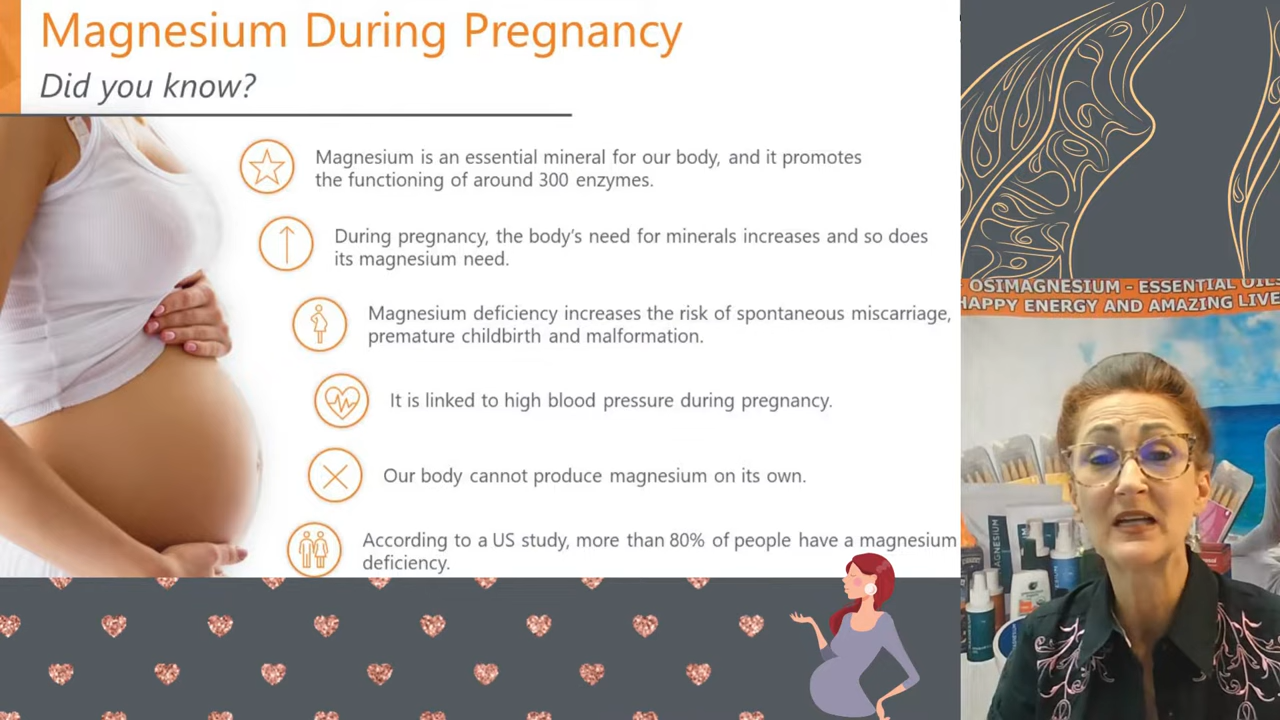 Magnesium During Pregnancy
Did you know?
Magnesium is an essential mineral for our body, and it promotes
the functioning of around 300 enzymes.
During pregnancy, the body's need for minerals increases and so does
its magnesium need.
Magnesium deficiency increases the risk of spontaneous miscarriage,
premature childbirth and malformation.
It is linked to high blood pressure during pregnancy.
Our body cannot produce magnesium on its own.
According to a US study, more than 80% of people have a magnesium
deficiency.
OSIMAGNESIUM - ESSENTIAL OILS
HAPPY ENERGY AND AMAZING LIVE
MAGNESIUM